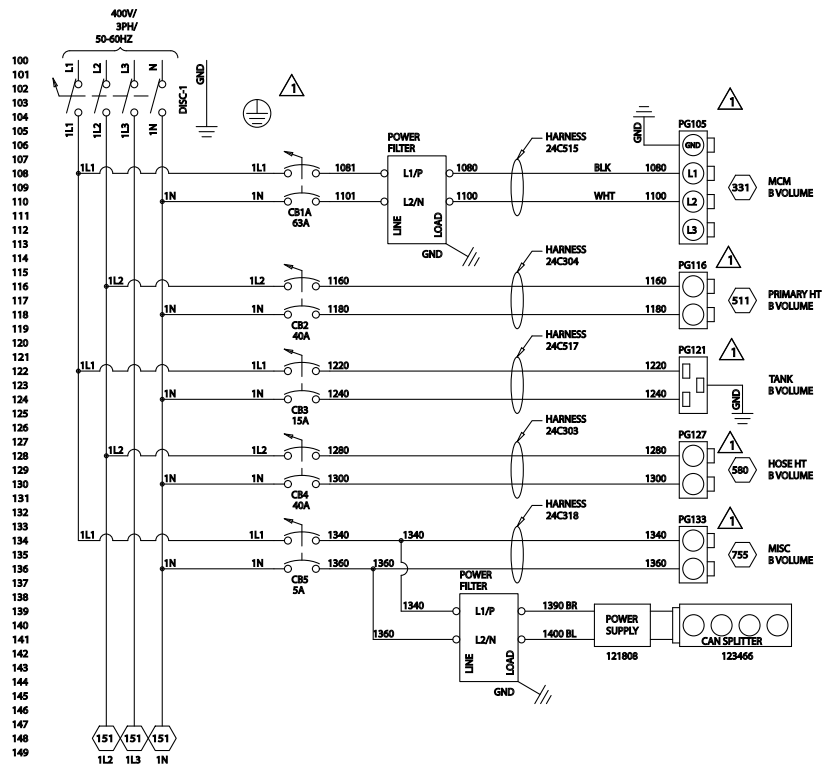 400V/
3PH/
50-60HZ
100
101 L1 L2 L3 N GND
102 1
103 DISC-1
104 1
105 1L1 1L2 1L3 1N POWER HARNESS GND PG105
106 FILTER 24C515 GND
107
108 1L1 1L1 1081 L1/P 1080 BLK 1080 L1 331 MCM
109 B VOLUME
110 1N 1N 1101 L2/N 1100 WHT 1100 L2
111 CB1A
112 63A LINE LOAD L3
113
114 GND HARNESS
115 24C304 PG116 1
116 1L2 1L2 1160 1160 511 PRIMARY HT
117 B VOLUME
118 1N 1N 1180 1180
119 CB2
120 40A HARNESS
121 24C517 PG121 1
122 1L1 1L1 1220 1220 TANK
123 B VOLUME
124 1N 1N 1240 1240 GND
125 CB3
126 15A HARNESS
127 24C303 PG127 1
128 1L2 1L2 1280 1280 580 HOSE HT
129 B VOLUME
130 1N 1N 1300 1300
131 CB4
132 40A HARNESS
133 24C318 PG133 1
134 1L1 1L1 1340 1340 1340 755 MISC
135 B VOLUME
136 1N 1N 1360 1360 1360
137 CB5 POWER
138 5A FILTER
139 1340 L1/P 1390 BR POWER
140 SUPPLY
141 1360 L2/N 1400 BL CAN SPLITTER
142 LINE LOAD 121808 123466
143
144 GND
145
146
147
148 151 151 151
149 1L2 1L3 1N